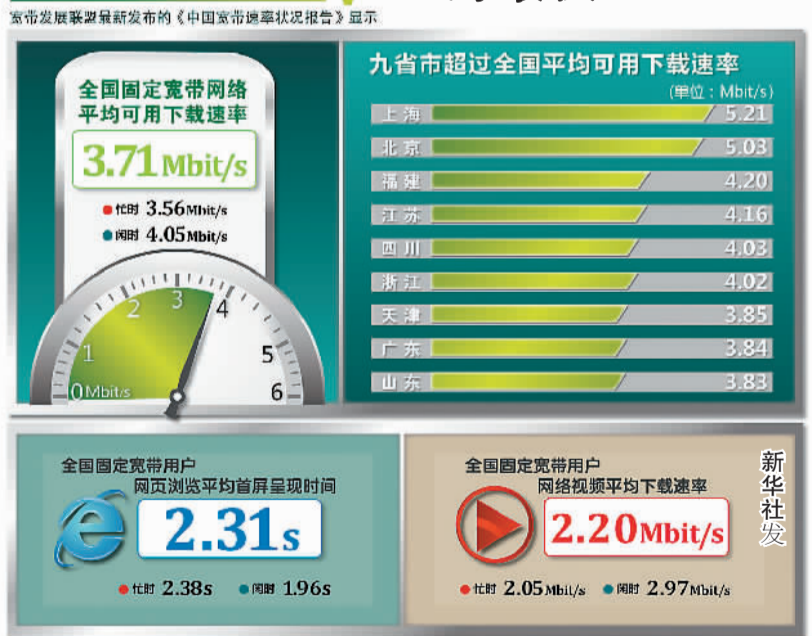 宽带发展联盟最新发布的《中国宽带速率状况报告》显示
全国固定宽带网络
平均可用下载速率
3.71Mbit/s
忙时 3.56Mbit/s
闲时 4.05Mbit/s
0Mbit/s
1
2
3
4
5
6
九省市超过全国平均可用下载速率
(单位：Mbit/s)
上海 5.21
北京 5.03
福建 4.20
江苏 4.16
四川 4.03
浙江 4.02
天津 3.85
广东 3.84
山东 3.83
全国固定宽带用户
网页浏览平均首屏呈现时间
2.31s
忙时 2.38s 闲时 1.96s
全国固定宽带用户
网络视频平均下载速率
2.20Mbit/s
忙时 2.05Mbit/s 闲时 2.97Mbit/s
新华社发